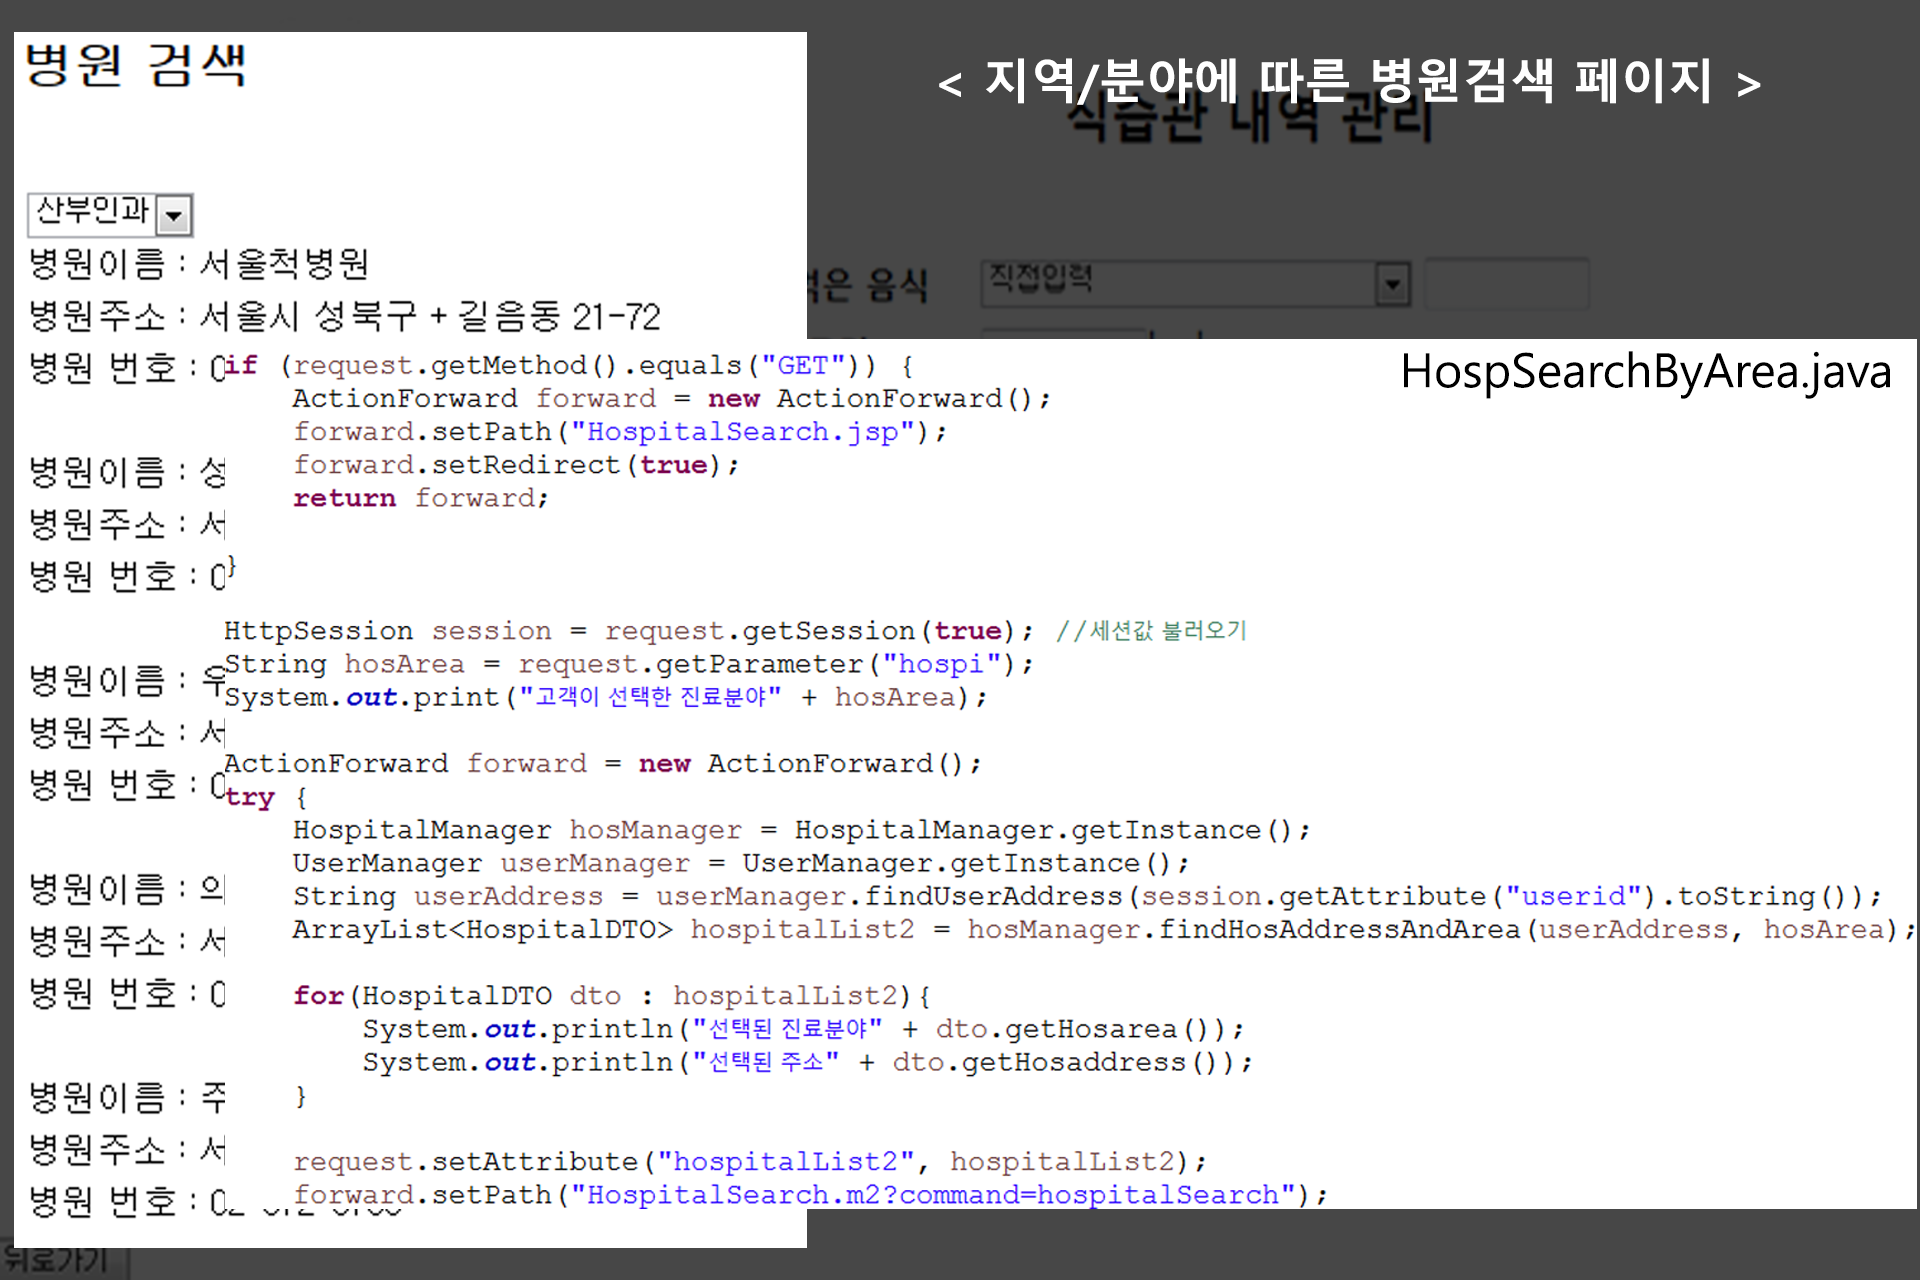 병원 검색
< 지역/분야에 따른 병원검색 페이지 >
식습관 내역 관리
산부인과
병원이름 : 서울척병원
병원주소 : 서울시 성북구 + 길음동 21-72
병원 번호 : 0
음식
직접입력
HospSearchByArea.java
if (request.getMethod().equals("GET")) {
ActionForward forward = new ActionForward();
forward.setPath("HospitalSearch.jsp");
forward.setRedirect(true);
return forward;
}
병원이름 : 성
병원주소 : 서
병원 번호 : 0
HttpSession session = request.getSession(true); //세션값 불러오기
String hosArea = request.getParameter("hospi");
System.out.print("고객이 선택한 진료분야" + hosArea);
병원이름 : 우
병원주소 : 서
병원 번호 : 0
ActionForward forward = new ActionForward();
try {
HospitalManager hosManager = HospitalManager.getInstance();
UserManager userManager = UserManager.getInstance();
String userAddress = userManager.findUserAddress(session.getAttribute("userid").toString());
ArrayList<HospitalDTO> hospitalList2 = hosManager.findHosAddressAndArea(userAddress, hosArea);
병원이름 : 의
병원주소 : 서
병원 번호 : 0
for(HospitalDTO dto : hospitalList2){
System.out.println("선택된 진료분야" + dto.getHosarea());
System.out.println("선택된 주소" + dto.getHosaddress());
}
병원이름 : 주
병원주소 : 서
병원 번호 : 0
request.setAttribute("hospitalList2", hospitalList2);
forward.setPath("HospitalSearch.m2?command=hospitalSearch");
뒤로가기